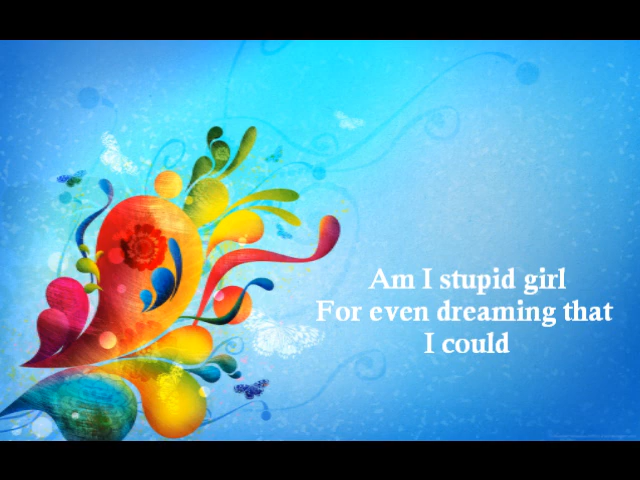 Am I stupid girl
For even dreaming that
I could